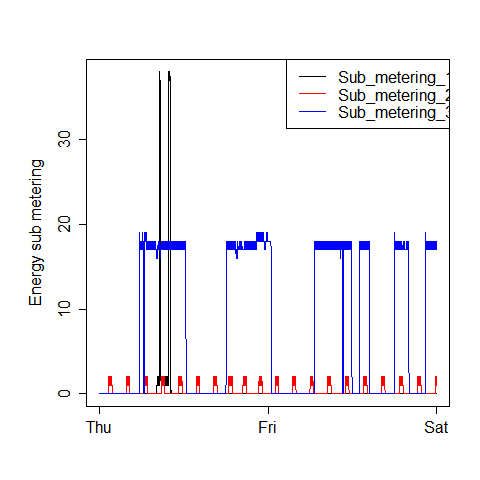 Sub_metering_1
Sub_metering_2
Sub_metering_3
Energy sub metering
0
10
20
30
Thu
Fri
Sat